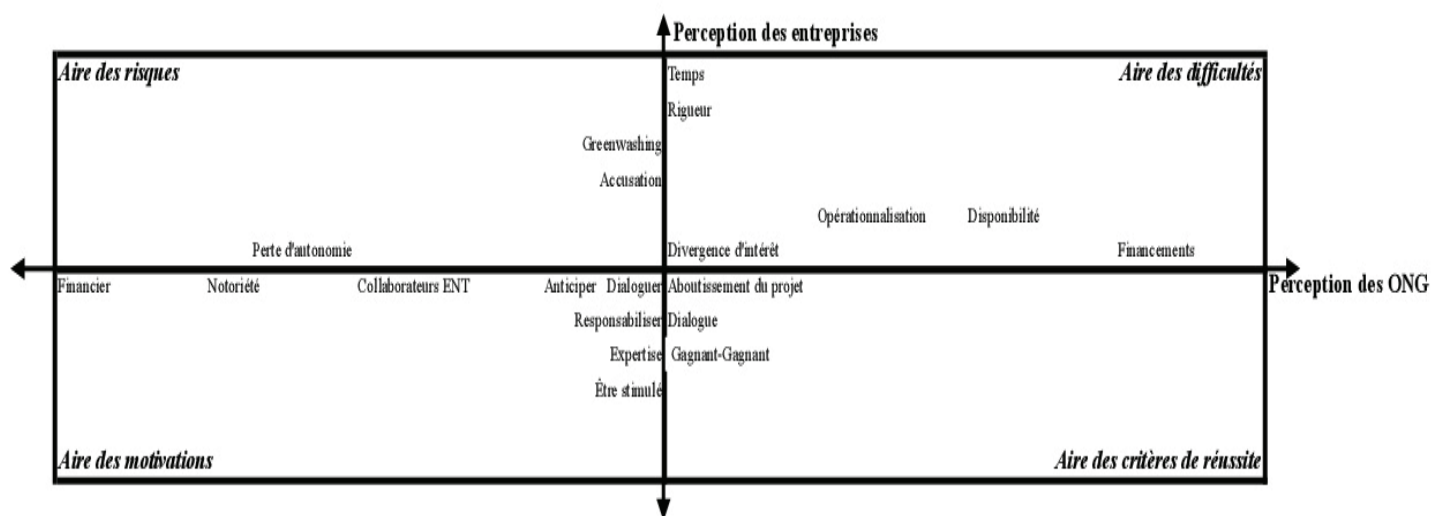 Perception des entreprises
Aire des risques
Temps
Aire des difficultés
Rigueur
Greenwashing
Accusation
Opérationnalisation Disponibilité
Perte d'autonomie Divergence d'intérêt Financements
Financier Notoriété Collaborateurs ENT Anticiper Dialoguer Aboutissement du projet Perception des ONG
Responsabiliser Dialogue
Expertise Gagnant-Gagnant
Être stimulé
Aire des motivations
Aire des critères de réussite